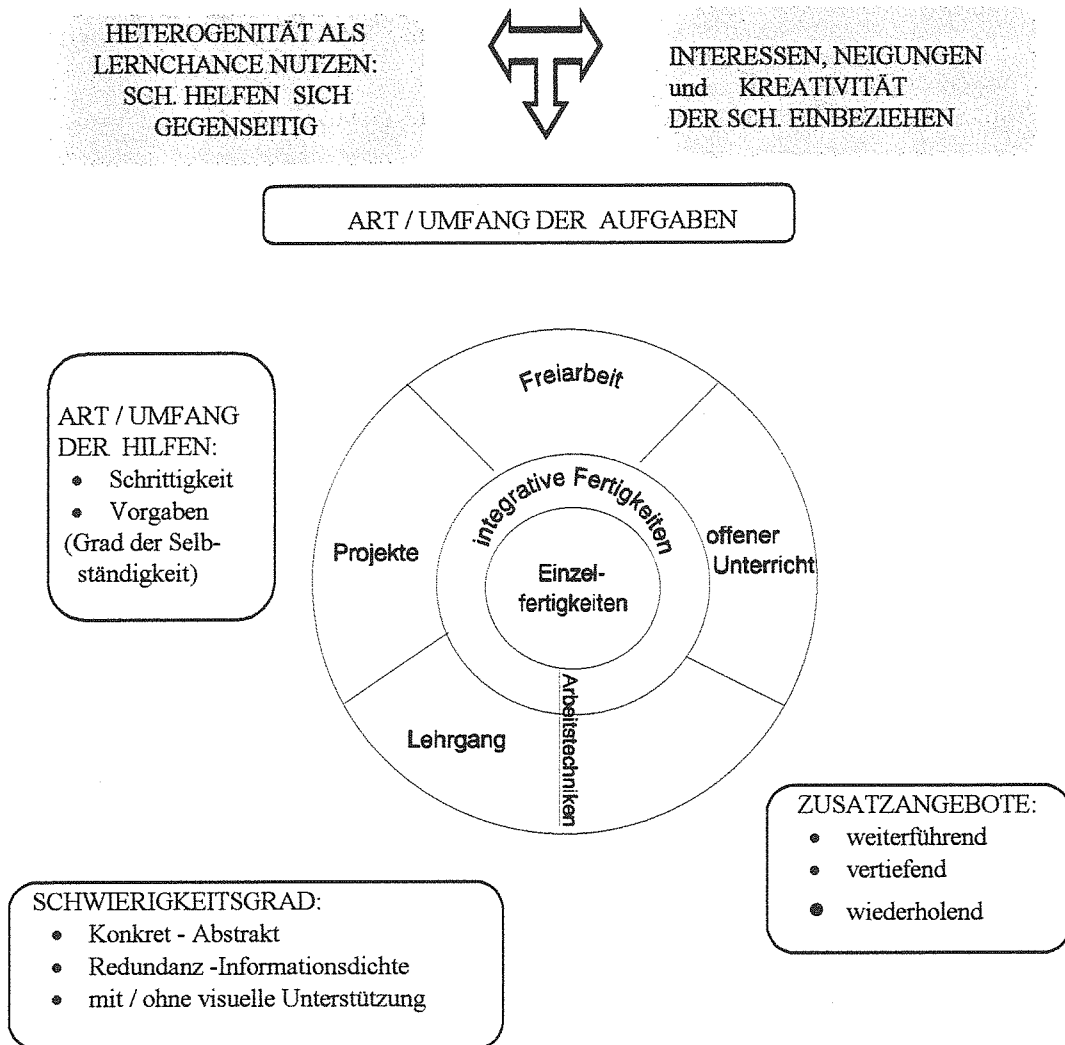 HETEROGENITÄT ALS
LERNCHANCE NUTZEN:
SCH. HELFEN SICH
GEGENSEITIG
INTERESSEN, NEIGUNGEN
und KREATIVITÄT
DER SCH. EINBEZIEHEN
ART / UMFANG DER AUFGABEN
ART / UMFANG
DER HILFEN:
• Schrittigkeit
• Vorgaben
(Grad der Selb-
ständigkeit)
Freiarbeit
integrative Fertigkeiten
Projekte
offener
Unterricht
Einzel-
fertigkeiten
Lehrgang
Arbeitstechniken
ZUSATZANGEBOTE:
• weiterführend
• vertiefend
• wiederholend
SCHWIERIGKEITSGRAD:
• Konkret - Abstrakt
• Redundanz -Informationsdichte
• mit / ohne visuelle Unterstützung